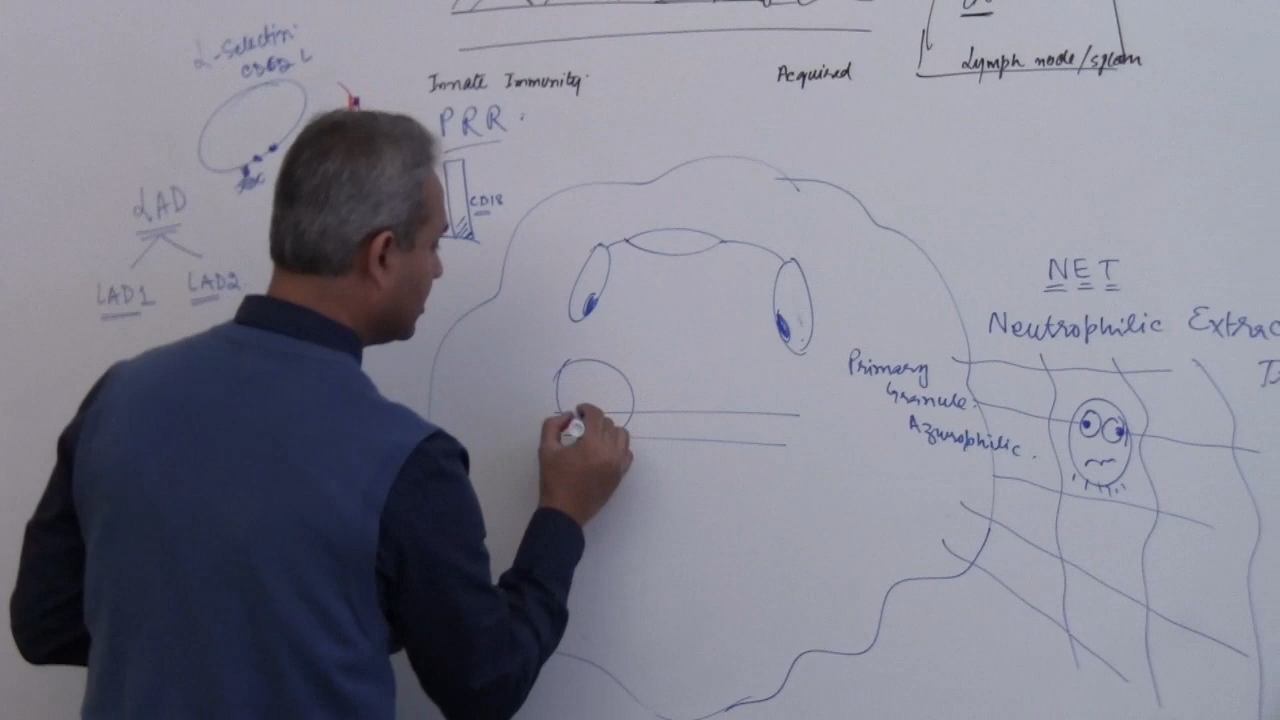 L-Selectin
CD62 L
Innate Immunity
Acquired
Lymph node/spleen
PRR.
CD18
LAD
LAD1 LAD2
NET
Neutrophilic Extrac
Primary
Granule.
Azurophilic.